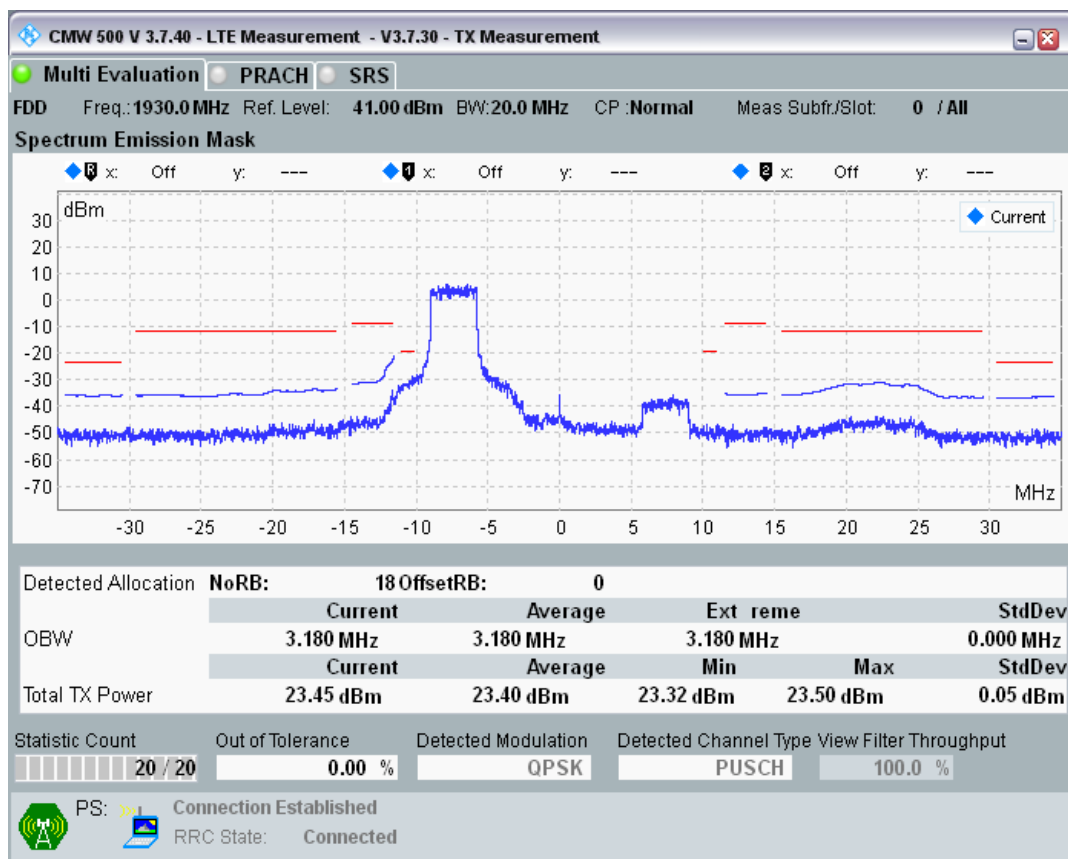 CMW 500 V 3.7.40 - LTE Measurement - V3.7.30 - TX Measurement
Multi Evaluation PRACH SRS
FDD Freq.: 1930.0 MHz Ref. Level: 41.00 dBm BW: 20.0 MHz CP : Normal Meas Subfr./Slot: 0 / All
Spectrum Emission Mask
R x: Off y: --- 1 x: Off y: --- 2 x: Off y: ---
dBm
Current
30
20
10
0
-10
-20
-30
-40
-50
-60
-70
MHz
-30 -25 -20 -15 -10 -5 0 5 10 15 20 25 30
Detected Allocation NoRB: 18 OffsetRB: 0
Current Average Ext reme StdDev
OBW 3.180 MHz 3.180 MHz 3.180 MHz 0.000 MHz
Current Average Min Max StdDev
Total TX Power 23.45 dBm 23.40 dBm 23.32 dBm 23.50 dBm 0.05 dBm
Statistic Count Out of Tolerance Detected Modulation Detected Channel Type View Filter Throughput
20 / 20 0.00 % QPSK PUSCH 100.0 %
PS: Connection Established
RRC State: Connected